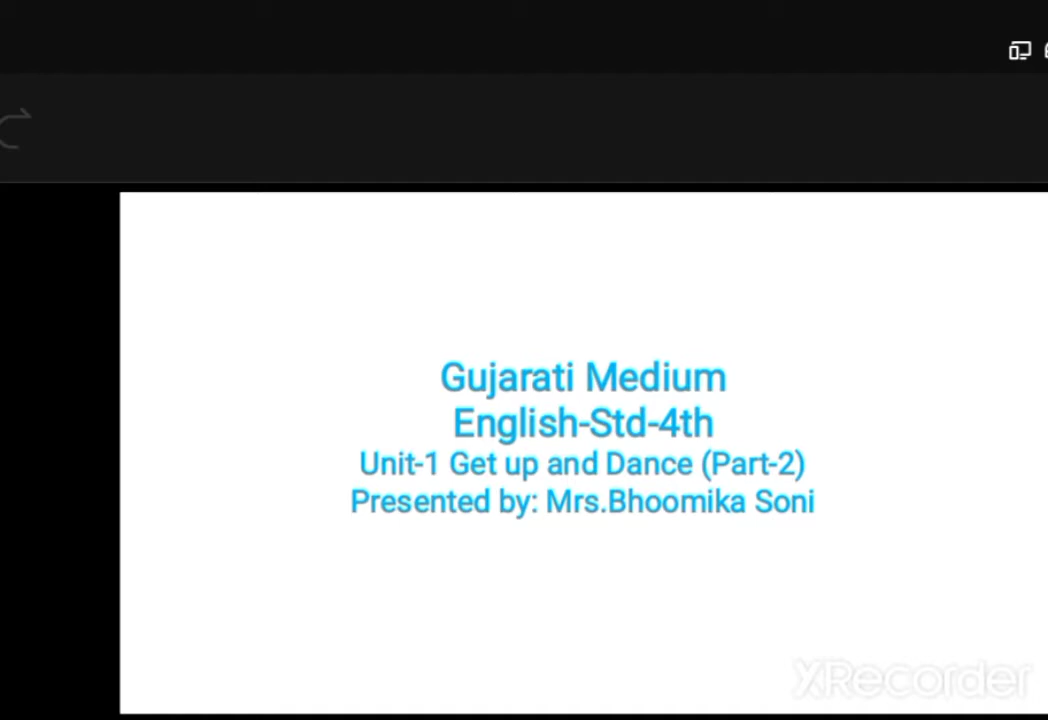 Gujarati Medium
English-Std-4th
Unit-1 Get up and Dance (Part-2)
Presented by: Mrs.Bhoomika Soni
XRecorder